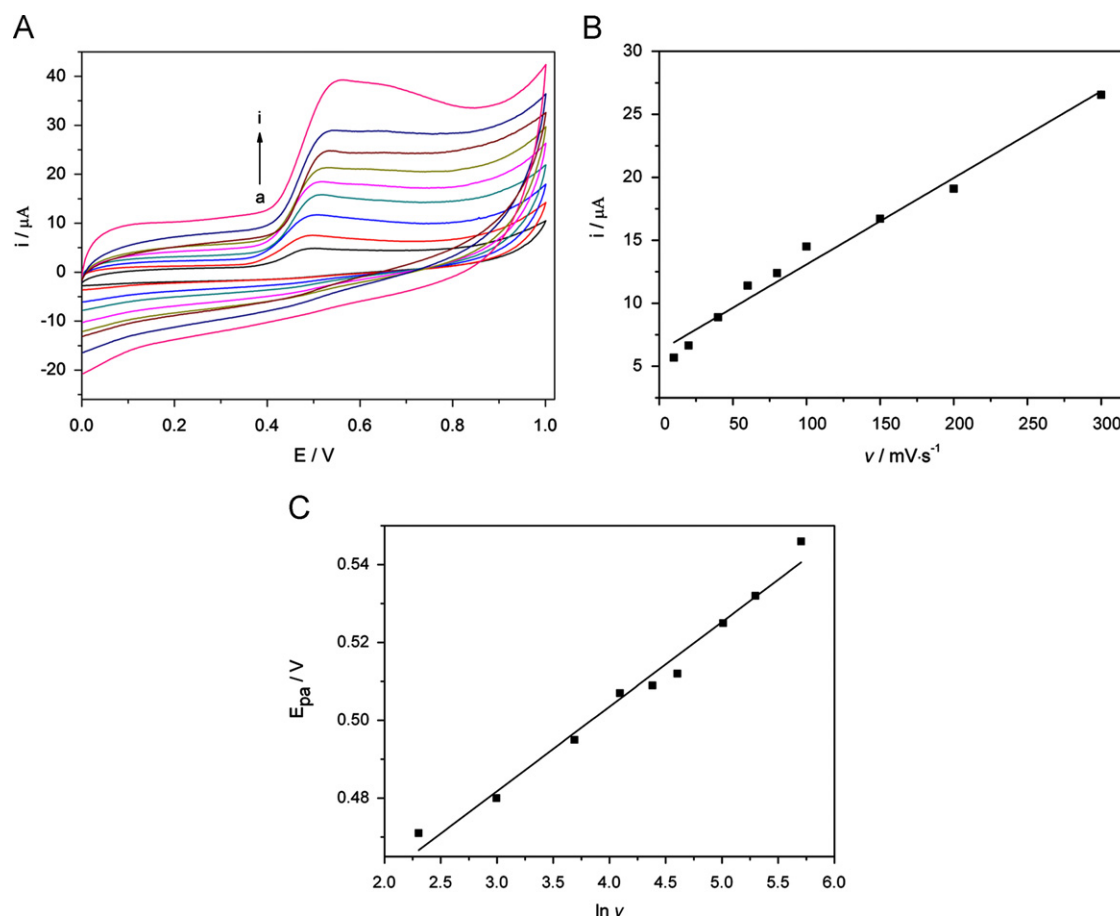 A
i / μA
40
30
20
10
0
-10
-20
i
a
0.0 0.2 0.4 0.6 0.8 1.0
E / V
B
i / μA
30
25
20
15
10
5
0 50 100 150 200 250 300
v / mV·s⁻¹
C
Epa / V
0.54
0.52
0.50
0.48
2.0 2.5 3.0 3.5 4.0 4.5 5.0 5.5 6.0
ln v